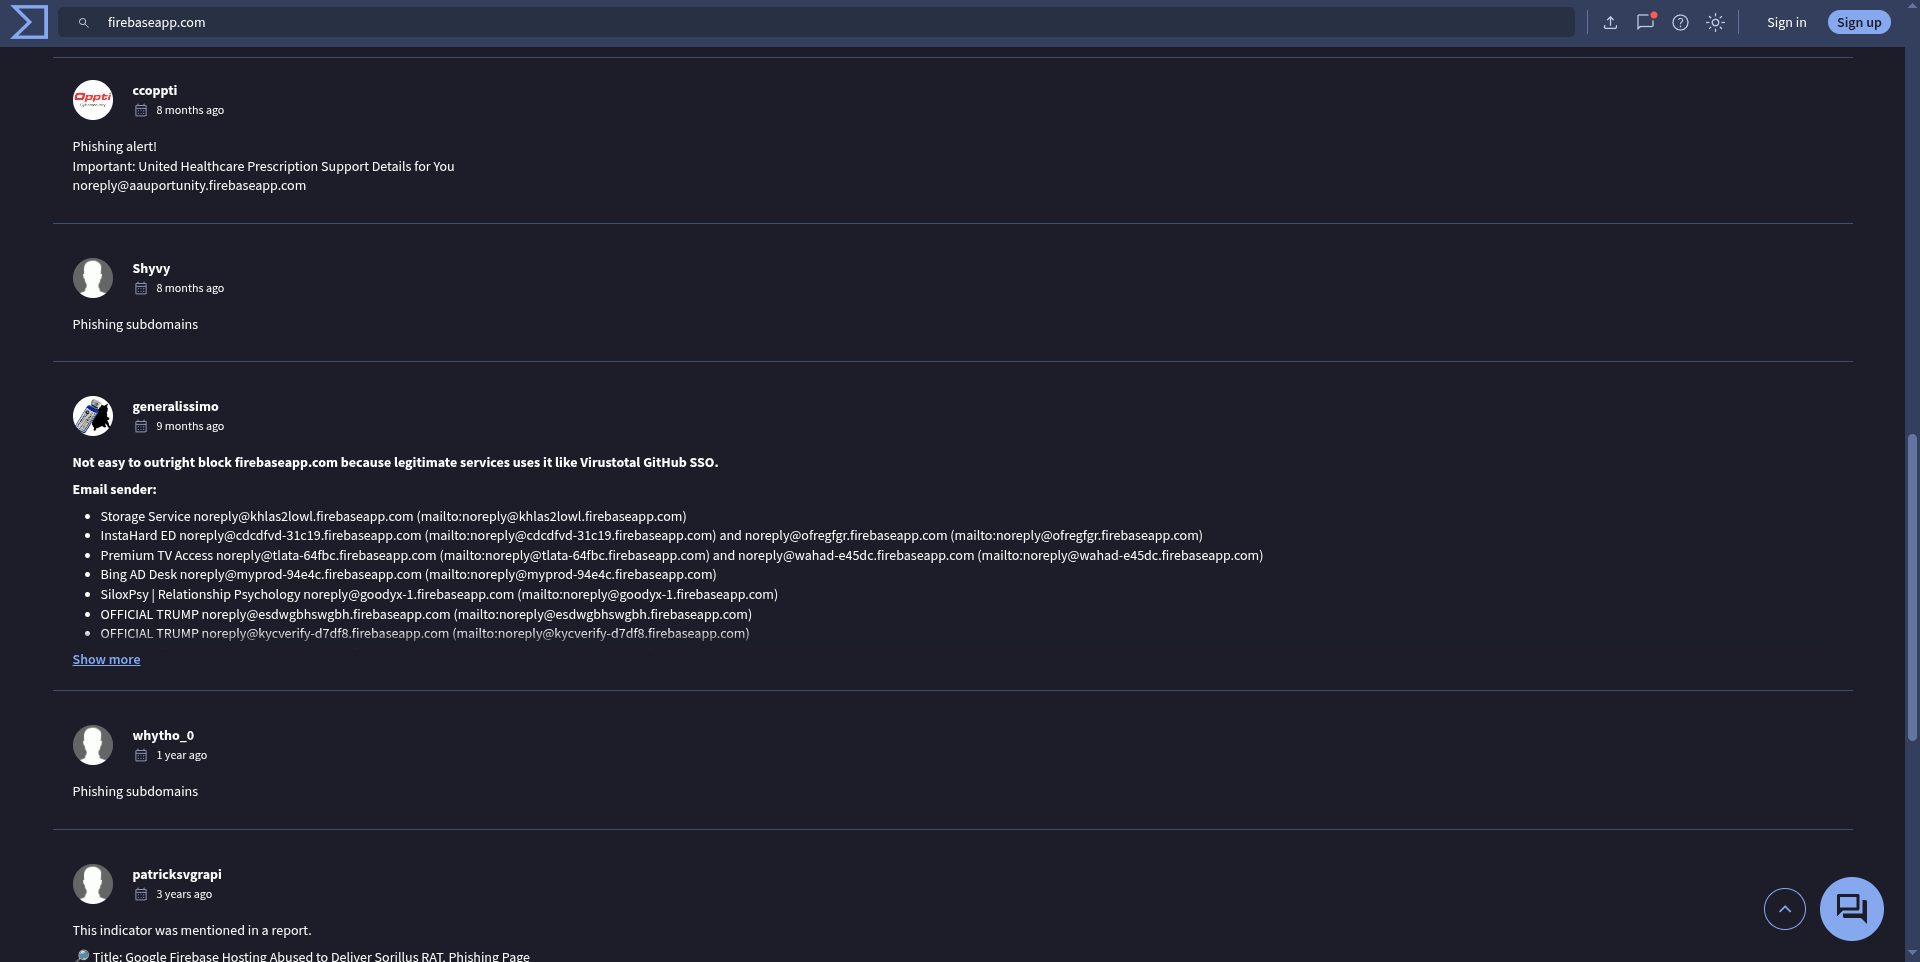 firebaseapp.com
Sign in
Sign up
Oppti
ccoppti
8 months ago
Phishing alert!
Important: United Healthcare Prescription Support Details for You
noreply@aauportunity.firebaseapp.com
Shyvy
8 months ago
Phishing subdomains
generalissimo
9 months ago
Not easy to outright block firebaseapp.com because legitimate services uses it like Virustotal GitHub SSO.
Email sender:
• Storage Service noreply@khlas2lowl.firebaseapp.com (mailto:noreply@khlas2lowl.firebaseapp.com)
• InstaHard ED noreply@cdcdfvd-31c19.firebaseapp.com (mailto:noreply@cdcdfvd-31c19.firebaseapp.com) and noreply@ofregfgr.firebaseapp.com (mailto:noreply@ofregfgr.firebaseapp.com)
• Premium TV Access noreply@tlata-64fbc.firebaseapp.com (mailto:noreply@tlata-64fbc.firebaseapp.com) and noreply@wahad-e45dc.firebaseapp.com (mailto:noreply@wahad-e45dc.firebaseapp.com)
• Bing AD Desk noreply@myprod-94e4c.firebaseapp.com (mailto:noreply@myprod-94e4c.firebaseapp.com)
• SiloxPsy | Relationship Psychology noreply@goodyx-1.firebaseapp.com (mailto:noreply@goodyx-1.firebaseapp.com)
• OFFICIAL TRUMP noreply@esdwgbhswgbh.firebaseapp.com (mailto:noreply@esdwgbhswgbh.firebaseapp.com)
• OFFICIAL TRUMP noreply@kycverify-d7df8.firebaseapp.com (mailto:noreply@kycverify-d7df8.firebaseapp.com)
Show more
whytho_0
1 year ago
Phishing subdomains
patricksvgrapi
3 years ago
This indicator was mentioned in a report.
🔎 Title: Google Firebase Hosting Abused to Deliver Sorillus RAT, Phishing Page